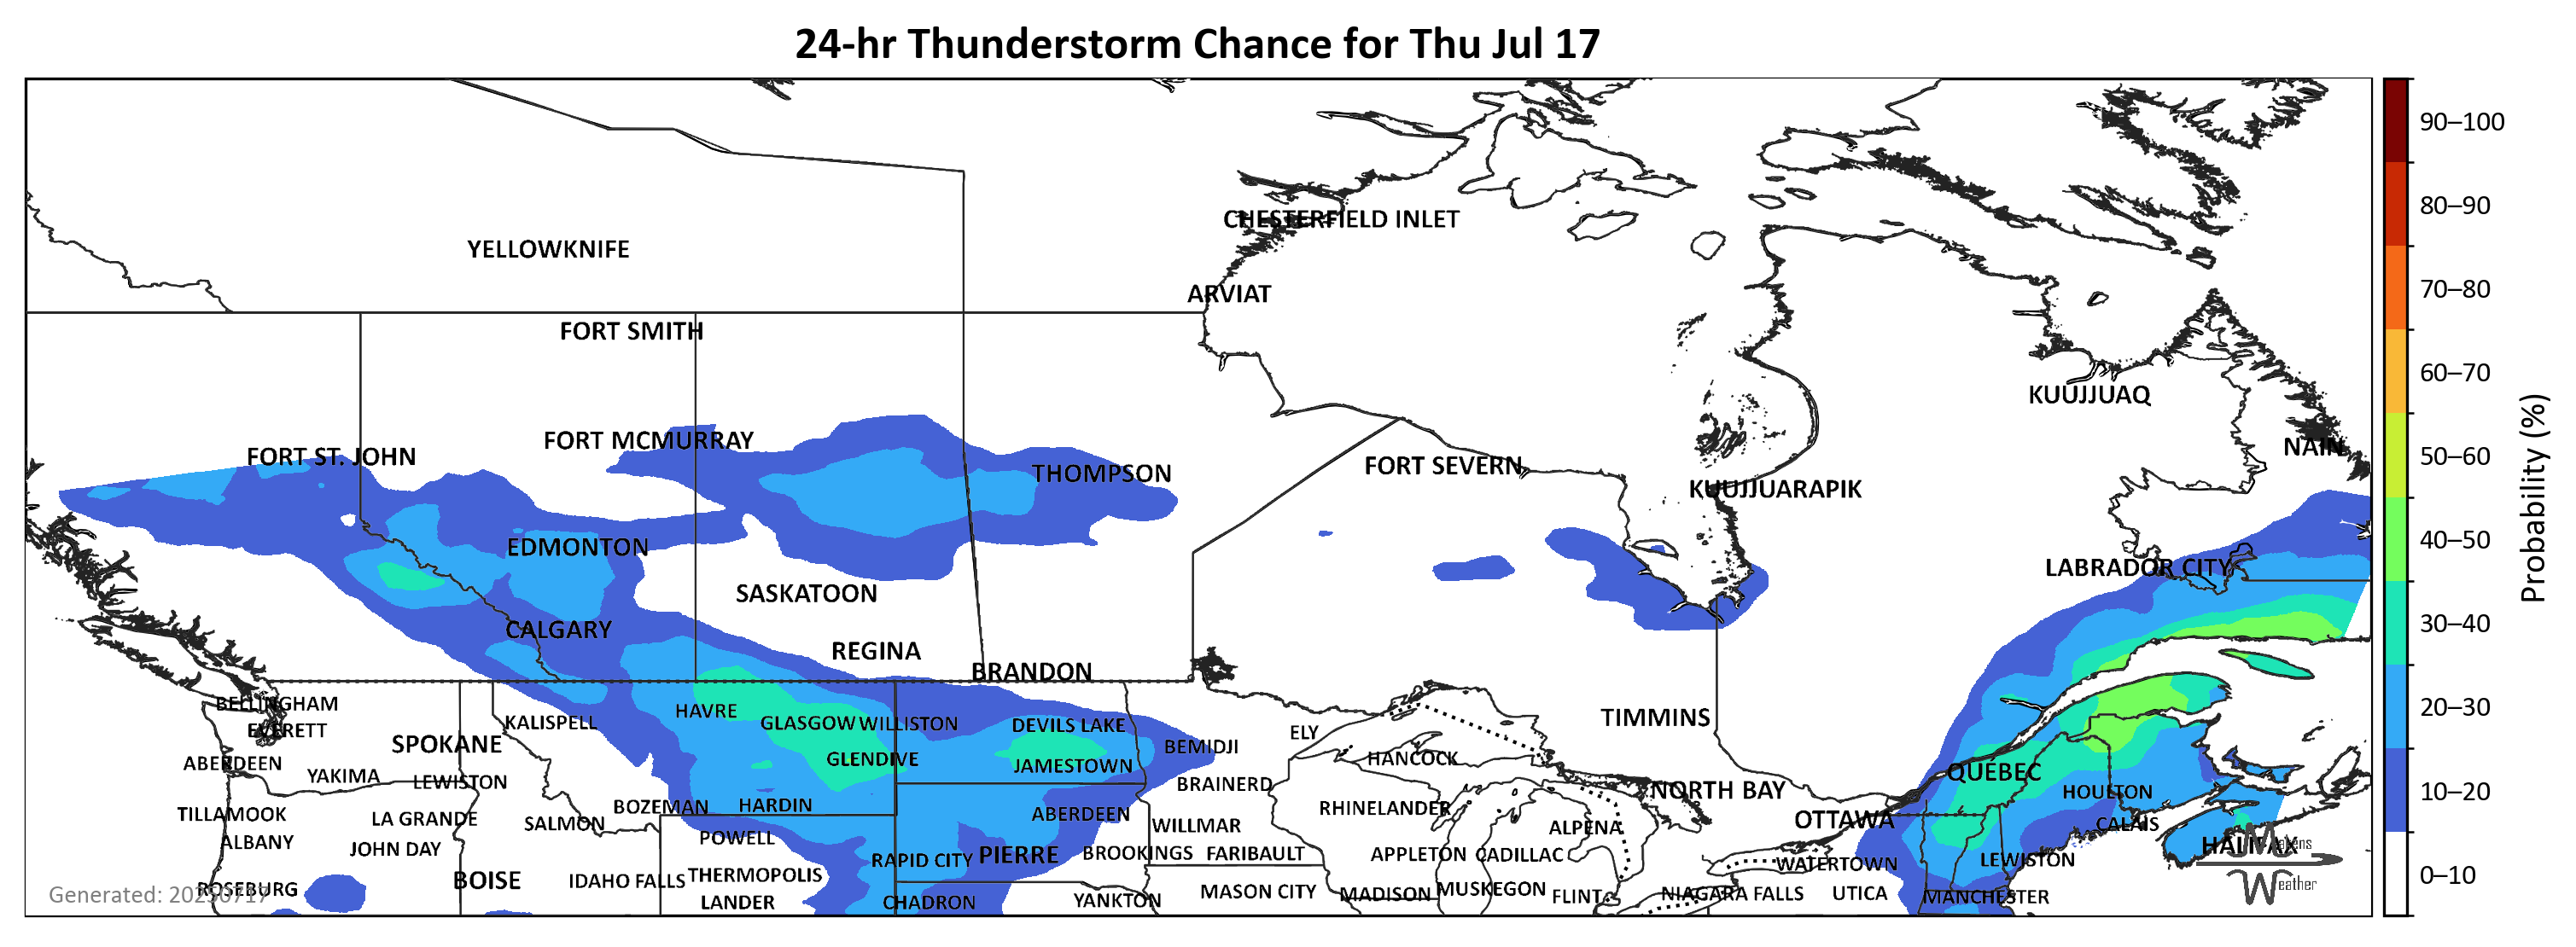 24-hr Thunderstorm Chance for Thu Jul 17
90–100
80–90
CHESTERFIELD INLET
YELLOWKNIFE
70–80
ARVIAT
FORT SMITH
60–70
KUUJJUAQ
50–60
FORT MCMURRAY
NAIN
FORT ST. JOHN
FORT SEVERN
THOMPSON
KUUJJUARAPIK
Probability (%)
40–50
EDMONTON
LABRADOR CITY
SASKATOON
30–40
CALGARY
REGINA
BRANDON
BELLINGHAM
20–30
HAVRE
TIMMINS
KALISPELL
GLASGOW
WILLISTON
DEVILS LAKE
EVERETT
ELY
SPOKANE
BEMIDJI
HANCOCK
ABERDEEN
GLENDIVE
JAMESTOWN
QUÉBEC
YAKIMA
LEWISTON
BRAINERD
NORTH BAY
HOULTON
10–20
BOZEMAN
HARDIN
RHINELANDER
TILLAMOOK
LA GRANDE
SALMON
ABERDEEN
WILLMAR
ALPENA
OTTAWA
CALAIS
ALBANY
POWELL
JOHN DAY
RAPID CITY
PIERRE
BROOKINGS
FARIBAULT
APPLETON
CADILLAC
WATERTOWN
LEWISTON
HALIFAX
Makens
Weather
BOISE
IDAHO FALLS
THERMOPOLIS
0–10
ROSEBURG
Generated: 20250717
LANDER
CHADRON
YANKTON
MASON CITY
MADISON
MUSKEGON
FLINT
NIAGARA FALLS
UTICA
MANCHESTER